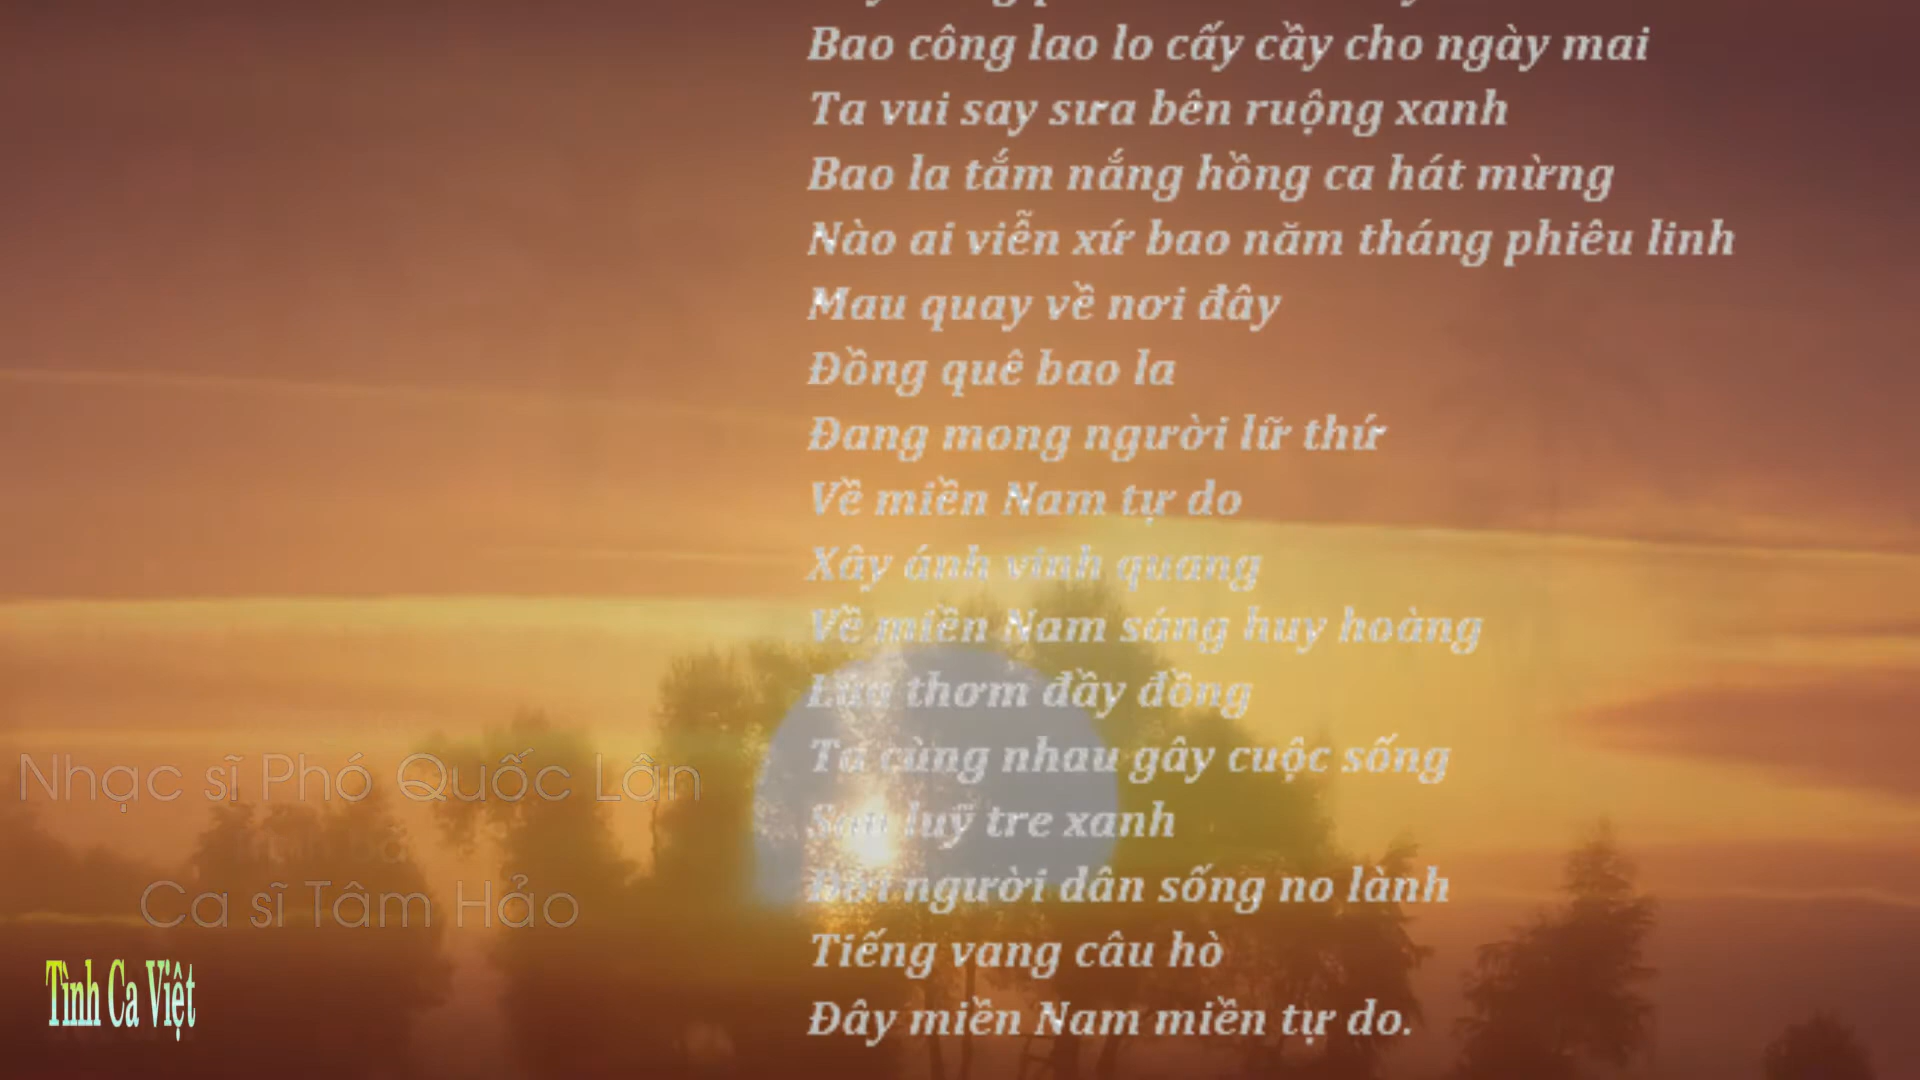 Bao công lao lo cấy cầy cho ngày mai
Ta vui say sưa bên ruộng xanh
Bao la tắm nắng hồng ca hát mừng
Nào ai viễn xứ bao năm tháng phiêu linh
Mau quay về nơi đây
Đồng quê bao la
Đang mong người lữ thứ
Về miền Nam tự do
Xây ánh vinh quang
Về miền Nam sáng huy hoàng
Lúa thơm đầy đồng
Ta cùng nhau gây cuộc sống
Sau luỹ tre xanh
người dân sống no lành
Tiếng vang câu hò
Đây miền Nam miền tự do.
Nhạc sĩ Phó Quốc Lân
Ca sĩ Tâm Hảo
Tình Ca Việt